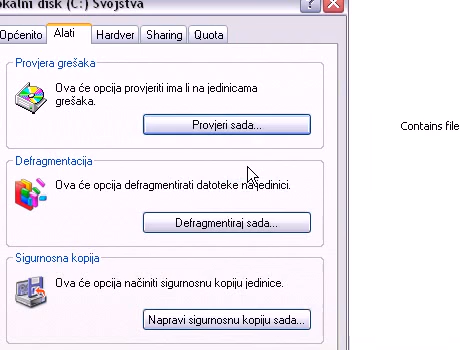 okalni disk (C:) Svojstva
Općenito Alati Hardver Sharing Quota
Provjera grešaka
Ova će opcija provjeriti ima li na jedinicama
grešaka.
Provjeri sada...
Contains file
Defragmentacija
Ova će opcija defragmentirati datoteke na jedinici.
Defragmentiraj sada...
Sigurnosna kopija
Ova će opcija načiniti sigurnosnu kopiju jedinice.
Napravi sigurnosnu kopiju sada...